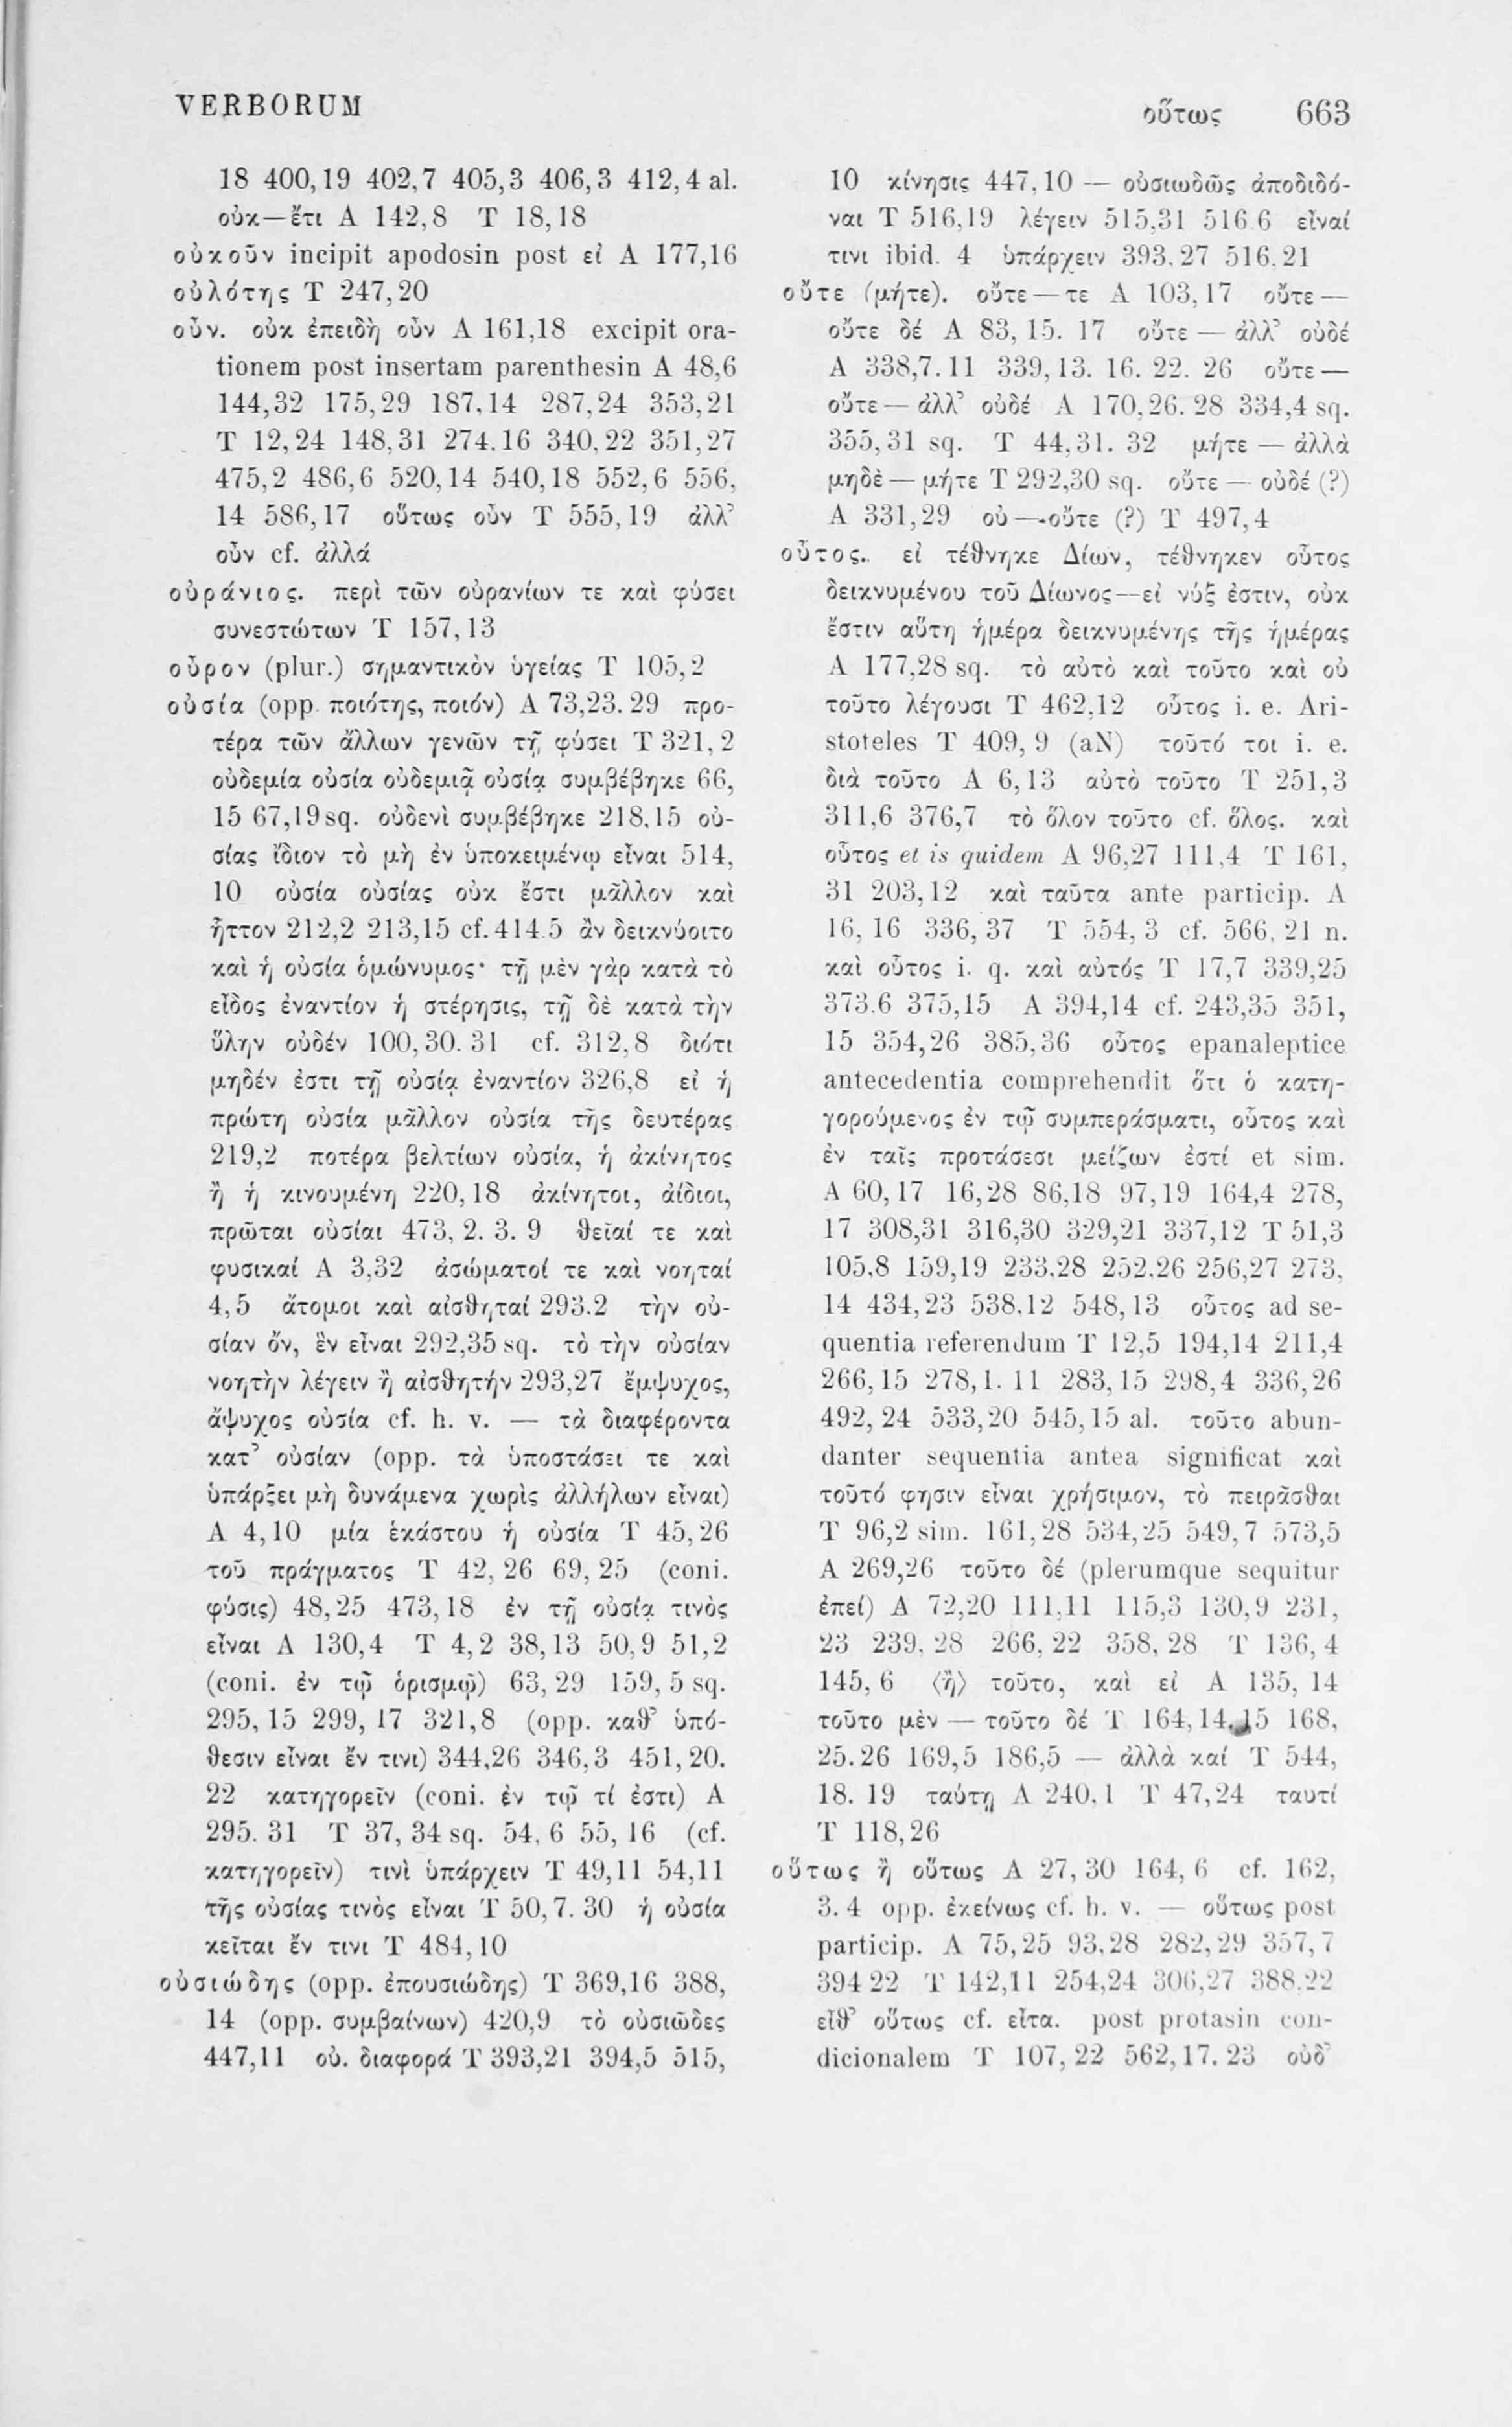 VERBORUM
οὕτως 663
18 400,19 402,7 405,3 406,3 412,4 al.
οὐκ—ἔτι A 142,8 T 18,18
οὐκοῦν incipit apodosin post εἰ A 177,16
οὐλότης T 247,20
οὖν. οὐκ ἐπειδὴ οὖν A 161,18 excipit ora-
tionem post insertam parenthesin A 48,6
144,32 175,29 187,14 287,24 353,21
T 12,24 148,31 274.16 340,22 351,27
475,2 486,6 520,14 540,18 552,6 556,
14 586,17 οὕτως οὖν T 555,19 ἀλλ’
οὖν cf. ἀλλά
οὐράνιος. περὶ τῶν οὐρανίων τε καὶ φύσει
συνεστώτων T 157,13
οὖρον (plur.) σημαντικὸν ὑγείας T 105,2
οὐσία (opp. ποιότης, ποιόν) A 73,23.29 προ-
τέρα τῶν ἄλλων γενῶν τῇ φύσει T 321,2
οὐδεμία οὐσία οὐδεμιᾷ οὐσίᾳ συμβέβηκε 66,
15 67,19 sq. οὐδενὶ συμβέβηκε 218,15 οὐ-
σίας ἴδιον τὸ μὴ ἐν ὑποκειμένῳ εἶναι 514,
10 οὐσία οὐσίας οὐκ ἔστι μᾶλλον καὶ
ἧττον 212,2 213,15 cf. 414.5 ἂν δεικνύοιτο
καὶ ἡ οὐσία ὁμώνυμος· τῇ μὲν γὰρ κατὰ τὸ
εἶδος ἐναντίον ἡ στέρησις, τῇ δὲ κατὰ τὴν
ὕλην οὐδέν 100,30. 31 cf. 312,8 διότι
μηδέν ἐστι τῇ οὐσίᾳ ἐναντίον 326,8 εἰ ἡ
πρώτη οὐσία μᾶλλον οὐσία τῆς δευτέρας
219,2 ποτέρα βελτίων οὐσία, ἡ ἀκίνητος
ἢ ἡ κινουμένη 220,18 ἀκίνητοι, ἀίδιοι,
πρῶται οὐσίαι 473, 2. 3. 9 θεῖαί τε καὶ
φυσικαί A 3,32 ἀσώματοί τε καὶ νοηταί
4,5 ἄτομοι καὶ αἰσθηταί 293.2 τὴν οὐ-
σίαν ὄν, ἓν εἶναι 292,35 sq. τὸ τὴν οὐσίαν
νοητὴν λέγειν ἢ αἰσθητήν 293,27 ἔμψυχος,
ἄψυχος οὐσία cf. h. v. — τὰ διαφέροντα
κατ’ οὐσίαν (opp. τὰ ὑποστάσει τε καὶ
ὑπάρξει μὴ δυνάμενα χωρὶς ἀλλήλων εἶναι)
A 4,10 μία ἑκάστου ἡ οὐσία T 45,26
τοῦ πράγματος T 42, 26 69, 25 (coni.
φύσις) 48,25 473,18 ἐν τῇ οὐσίᾳ τινὸς
εἶναι A 130,4 T 4,2 38,13 50,9 51,2
(coni. ἐν τῷ ὁρισμῷ) 63, 29 159, 5 sq.
295, 15 299, 17 321,8 (opp. καθ’ ὑπό-
θεσιν εἶναι ἔν τινι) 344,26 346,3 451,20.
22 κατηγορεῖν (coni. ἐν τῷ τί ἐστι) A
295. 31 T 37, 34 sq. 54, 6 55, 16 (cf.
κατηγορεῖν) τινὶ ὑπάρχειν T 49,11 54,11
τῆς οὐσίας τινὸς εἶναι T 50,7. 30 ἡ οὐσία
κεῖται ἔν τινι T 484,10
οὐσιώδης (opp. ἐπουσιώδης) T 369,16 388,
14 (opp. συμβαίνων) 420,9 τὸ οὐσιῶδες
447,11 οὐ. διαφορά T 393,21 394,5 515,
10 κίνησις 447,10 — οὐσιωδῶς ἀποδιδό-
ναι T 516,19 λέγειν 515,31 516 6 εἶναί
τινι ibid. 4 ὑπάρχειν 393,27 516,21
οὔτε (μήτε). οὔτε — τε A 103,17 οὔτε —
οὔτε δέ A 83, 15. 17 οὔτε — ἀλλ’ οὐδέ
A 338,7. 11 339, 13. 16. 22. 26 οὔτε —
οὔτε — ἀλλ’ οὐδέ A 170,26. 28 334,4 sq.
355, 31 sq. T 44,31. 32 μήτε — ἀλλὰ
μηδὲ — μήτε T 292,30 sq. οὔτε — οὐδέ (?)
A 331,29 οὐ — οὔτε (?) T 497,4
οὗτος. εἰ τέθνηκε Δίων, τέθνηκεν οὗτος
δεικνυμένου τοῦ Δίωνος—εἰ νύξ ἐστιν, οὐκ
ἔστιν αὕτη ἡμέρα δεικνυμένης τῆς ἡμέρας
A 177,28 sq. τὸ αὐτὸ καὶ τοῦτο καὶ οὐ
τοῦτο λέγουσι T 462,12 οὗτος i. e. Ari-
stoteles T 409, 9 (aN) τοῦτό τοι i. e.
διὰ τοῦτο A 6,13 αὐτὸ τοῦτο T 251,3
311,6 376,7 τὸ ὅλον τοῦτο cf. ὅλος. καὶ
οὗτος et is quidem A 96,27 111,4 T 161,
31 203,12 καὶ ταῦτα ante particip. A
16, 16 336, 37 T 554, 3 cf. 566, 21 n.
καὶ οὗτος i. q. καὶ αὐτός T 17,7 339,25
373.6 375,15 A 394,14 cf. 243,35 351,
15 354,26 385,36 οὗτος epanaleptice
antecedentia comprehendit ὅτι ὁ κατη-
γορούμενος ἐν τῷ συμπεράσματι, οὗτος καὶ
ἐν ταῖς προτάσεσι μείζων ἐστί et sim.
A 60,17 16,28 86,18 97,19 164,4 278,
17 308,31 316,30 329,21 337,12 T 51,3
105,8 159,19 233,28 252,26 256,27 273,
14 434,23 538,12 548,13 οὗτος ad se-
quentia referendum T 12,5 194,14 211,4
266,15 278,1. 11 283,15 298,4 336,26
492, 24 533,20 545,15 al. τοῦτο abun-
danter sequentia antea significat καὶ
τοῦτό φησιν εἶναι χρήσιμον, τὸ πειρᾶσθαι
T 96,2 sim. 161,28 534,25 549,7 573,5
A 269,26 τοῦτο δέ (plerumque sequitur
ἐπεί) A 72,20 111,11 115,3 130,9 231,
23 239, 28 266, 22 358, 28 T 136, 4
145, 6 ⟨ἢ⟩ τοῦτο, καὶ εἰ A 135, 14
τοῦτο μὲν — τοῦτο δέ T 164,14.15 168,
25.26 169,5 186,5 — ἀλλὰ καί T 544,
18. 19 ταύτῃ A 240,1 T 47,24 ταυτί
T 118,26
οὕτως ἢ οὕτως A 27, 30 164, 6 cf. 162,
3. 4 opp. ἐκείνως cf. h. v. — οὕτως post
particip. A 75,25 93,28 282,29 357,7
394 22 T 142,11 254,24 306,27 388,22
εἶθ’ οὕτως cf. εἶτα. post protasin con-
dicionalem T 107, 22 562,17. 23 οὐδ’